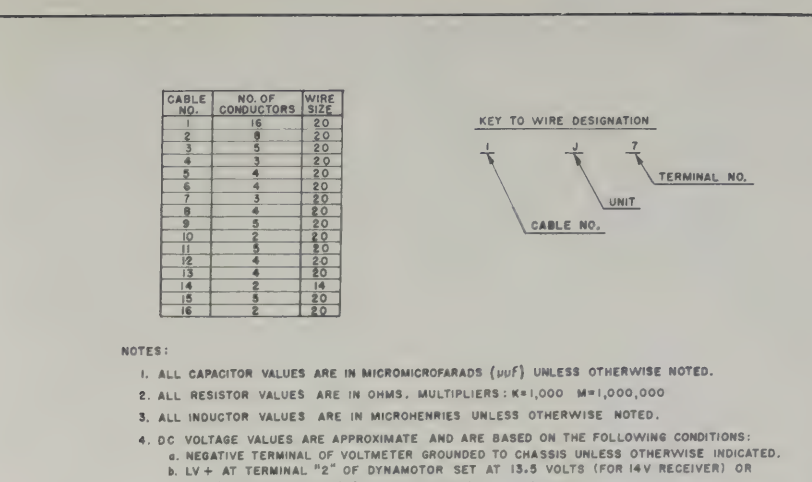 CABLE NO. NO. OF CONDUCTORS WIRE SIZE
1 16 20
2 8 20
3 5 20
4 3 20
5 4 20
6 4 20
7 3 20
8 4 20
9 5 20
10 2 20
11 5 20
12 4 20
13 4 20
14 2 14
15 5 20
16 2 20
KEY TO WIRE DESIGNATION
1 J 7
TERMINAL NO.
UNIT
CABLE NO.
NOTES:
1. ALL CAPACITOR VALUES ARE IN MICROMICROFARADS (µµF) UNLESS OTHERWISE NOTED.
2. ALL RESISTOR VALUES ARE IN OHMS. MULTIPLIERS: K=1,000 M=1,000,000
3. ALL INDUCTOR VALUES ARE IN MICROHENRIES UNLESS OTHERWISE NOTED.
4. DC VOLTAGE VALUES ARE APPROXIMATE AND ARE BASED ON THE FOLLOWING CONDITIONS:
a. NEGATIVE TERMINAL OF VOLTMETER GROUNDED TO CHASSIS UNLESS OTHERWISE INDICATED.
b. LV + AT TERMINAL "2" OF DYNAMOTOR SET AT 13.5 VOLTS (FOR 14V RECEIVER) OR